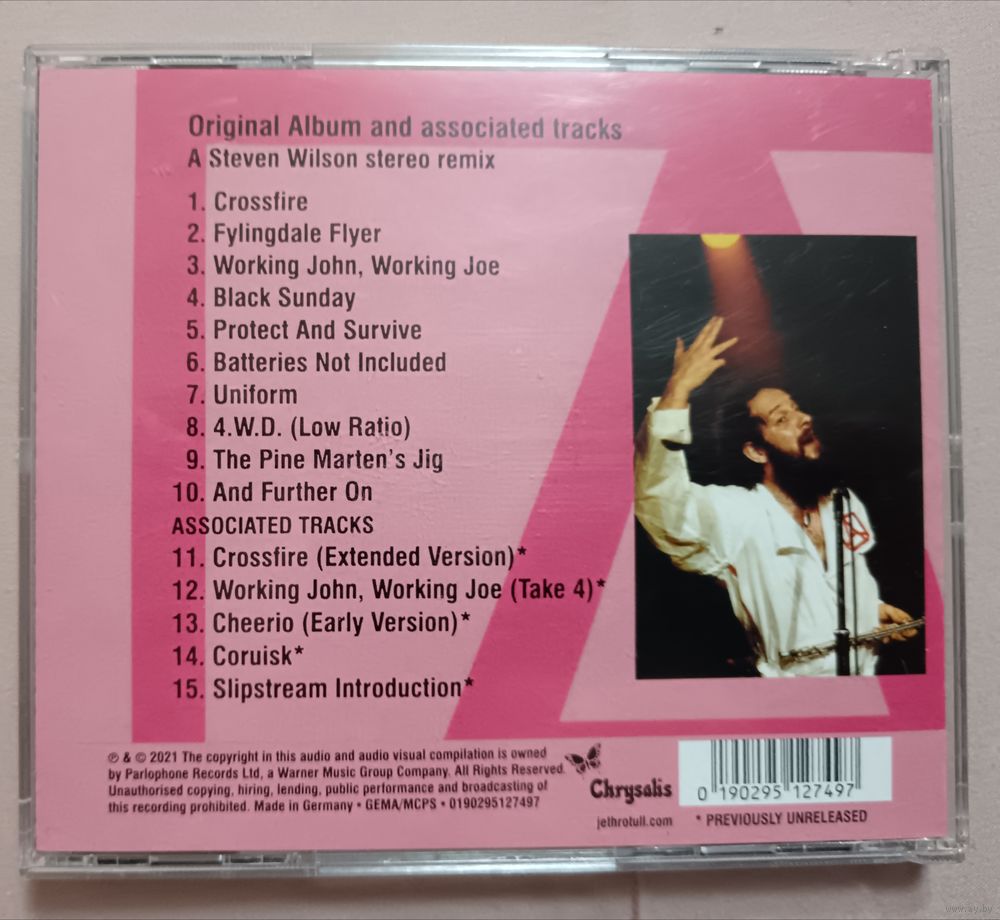 Original Album and associated tracks
A Steven Wilson stereo remix
1. Crossfire
2. Fylingdale Flyer
3. Working John, Working Joe
4. Black Sunday
5. Protect And Survive
6. Batteries Not Included
7. Uniform
8. 4.W.D. (Low Ratio)
9. The Pine Marten's Jig
10. And Further On
ASSOCIATED TRACKS
11. Crossfire (Extended Version)*
12. Working John, Working Joe (Take 4)*
13. Cheerio (Early Version)*
14. Coruisk*
15. Slipstream Introduction*
℗ & © 2021 The copyright in this audio and audio visual compilation is owned
by Parlophone Records Ltd, a Warner Music Group Company. All Rights Reserved.
Unauthorised copying, hiring, lending, public performance and broadcasting of
this recording prohibited. Made in Germany • GEMA/MCPS • 0190295127497
Chrysalis
jethrotull.com
0 190295 127497
* PREVIOUSLY UNRELEASED
www.ay.by